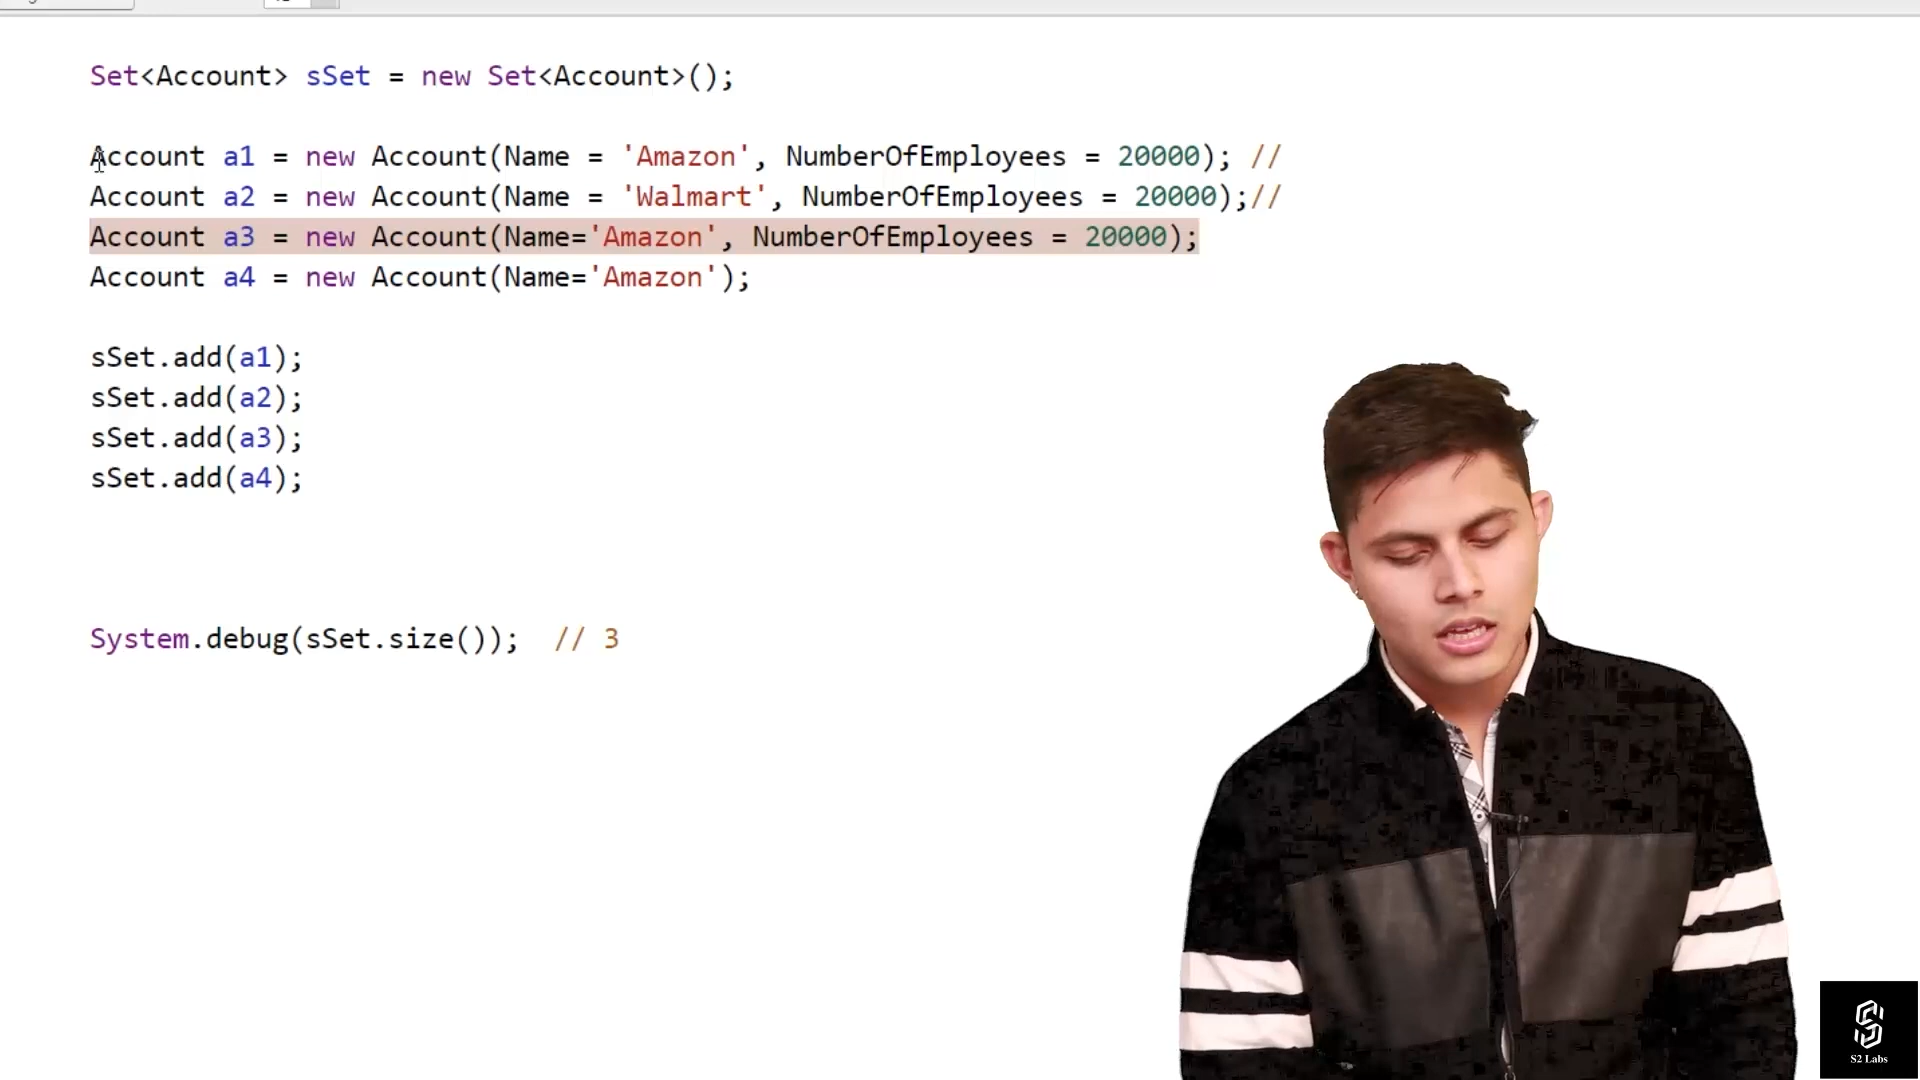 Set<Account> sSet = new Set<Account>();
Account a1 = new Account(Name = 'Amazon', NumberOfEmployees = 20000); //
Account a2 = new Account(Name = 'Walmart', NumberOfEmployees = 20000);//
Account a3 = new Account(Name='Amazon', NumberOfEmployees = 20000);
Account a4 = new Account(Name='Amazon');
sSet.add(a1);
sSet.add(a2);
sSet.add(a3);
sSet.add(a4);
System.debug(sSet.size());  // 3
S2 Labs